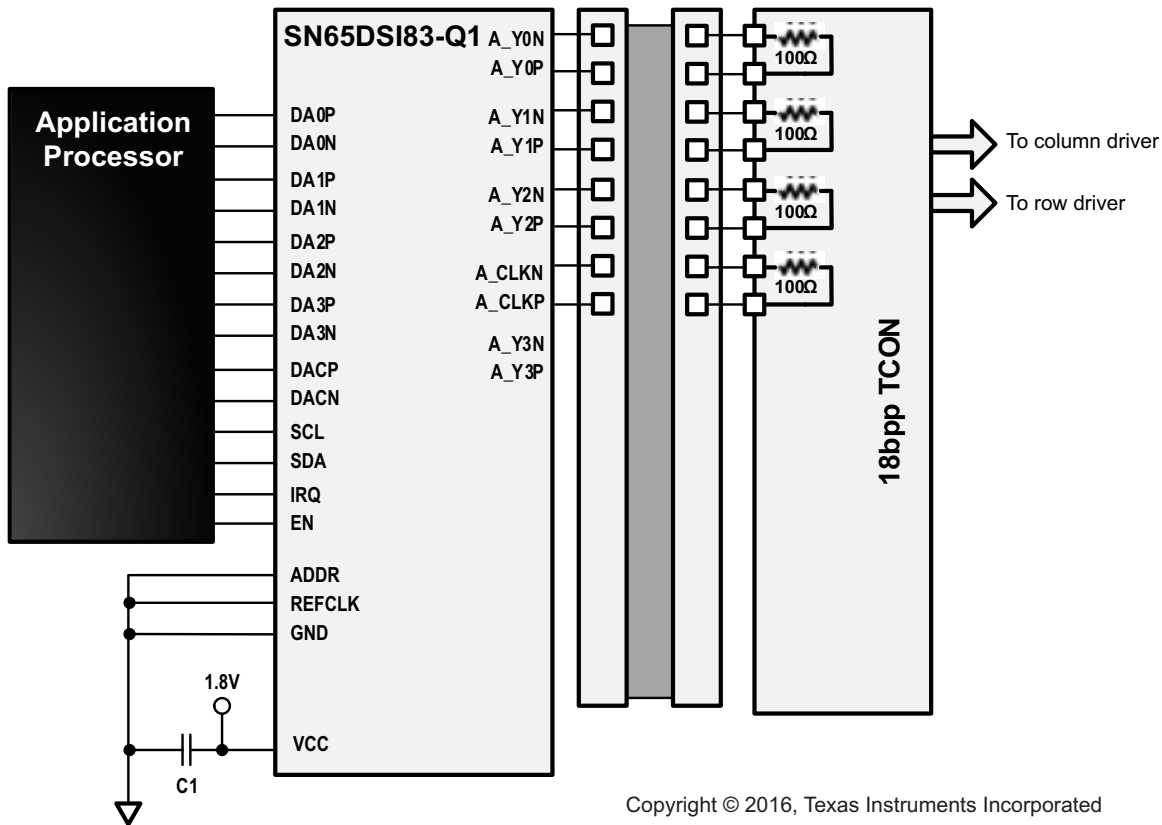 SN65DSI83-Q1
A_Y0N
A_Y0P
A_Y1N
A_Y1P
A_Y2N
A_Y2P
A_CLKN
A_CLKP
A_Y3N
A_Y3P
Application
Processor
DA0P
DA0N
DA1P
DA1N
DA2P
DA2N
DA3P
DA3N
DACP
DACN
SCL
SDA
IRQ
EN
ADDR
REFCLK
GND
1.8V
VCC
C1
100Ω
100Ω
100Ω
100Ω
18bpp TCON
To column driver
To row driver
Copyright © 2016, Texas Instruments Incorporated